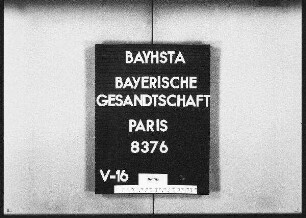 BAYHSTA
BAYERISCHE
GESANDTSCHAFT
PARIS
8376
V-16